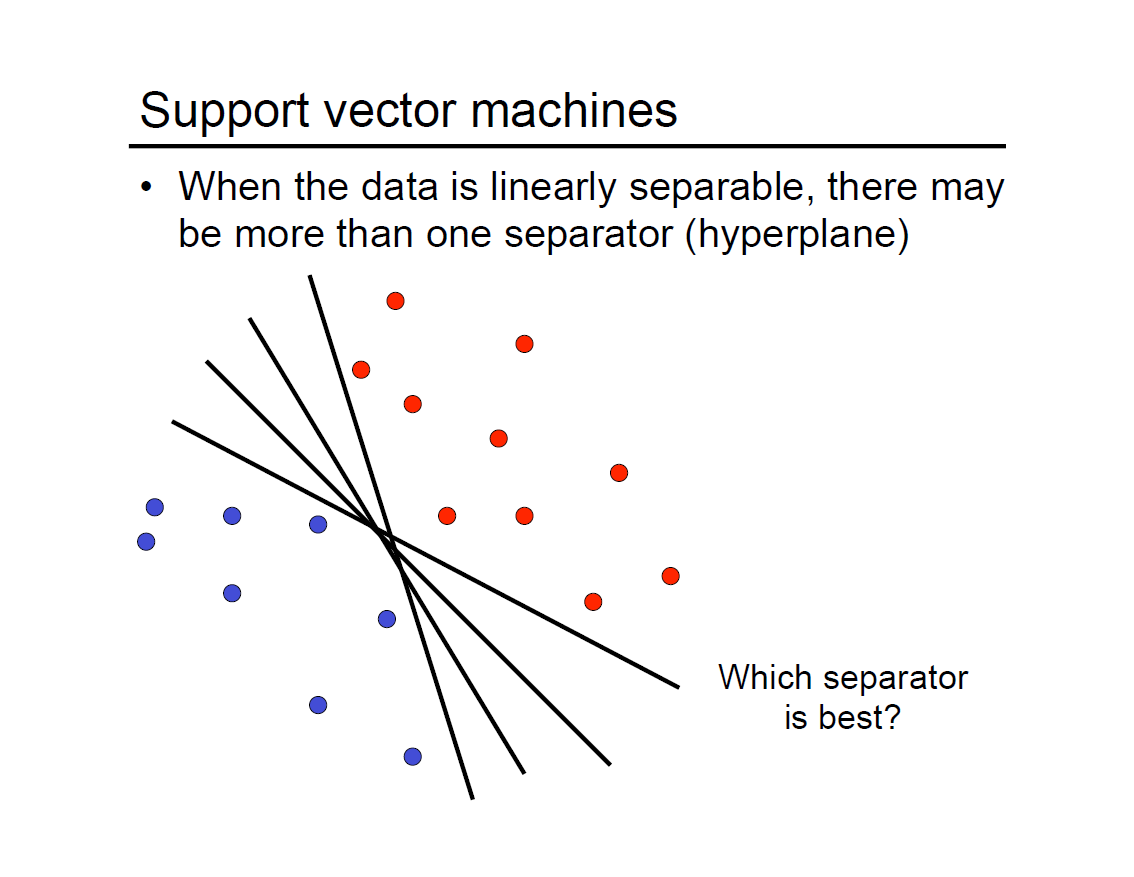 Support vector machines
• When the data is linearly separable, there may
be more than one separator (hyperplane)
Which separator
is best?